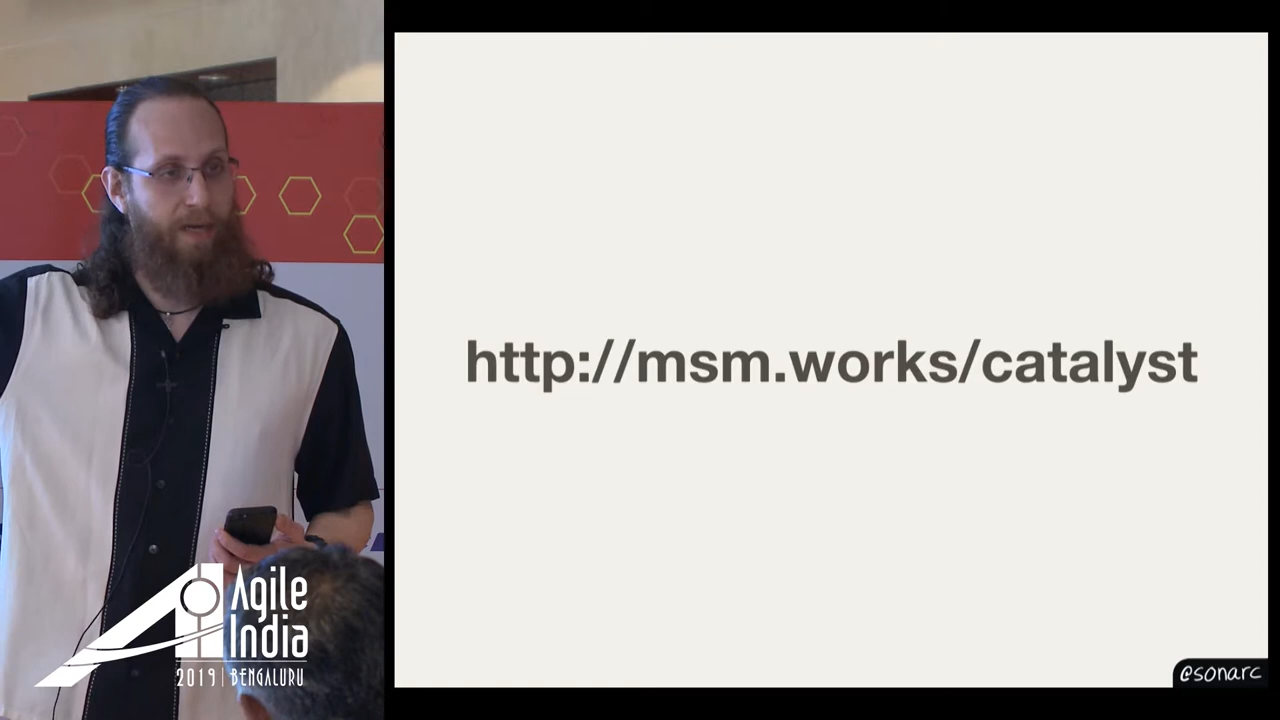 http://msm.works/catalyst
@sonarc
Agile
India
2019 | BENGALURU